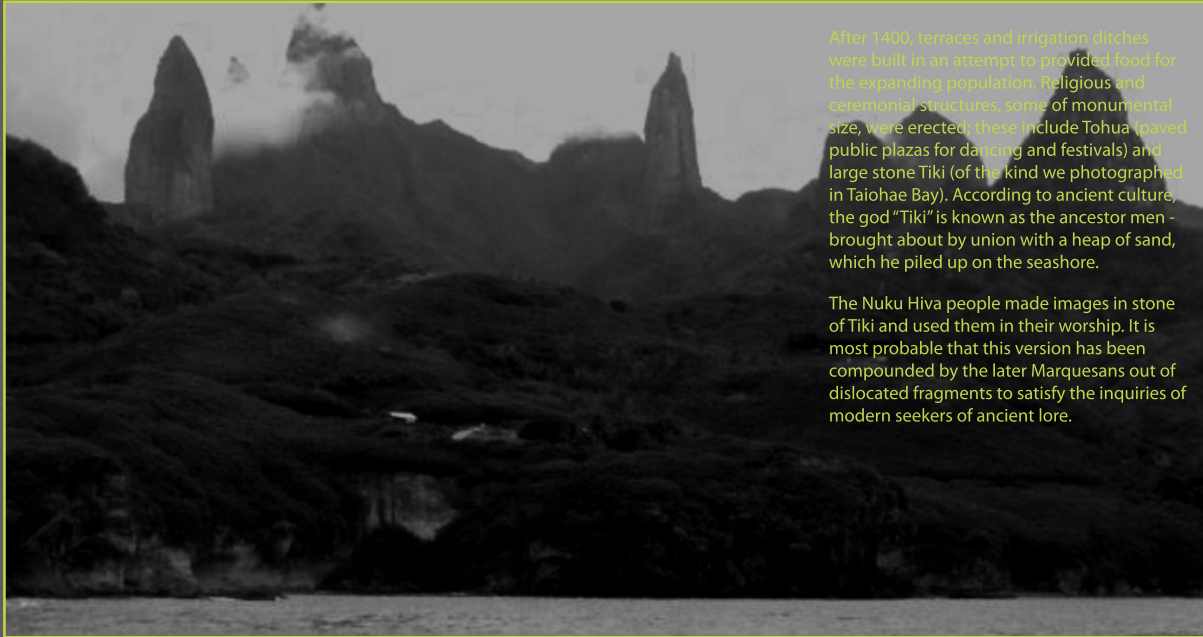 After 1400, terraces and irrigation ditches
were built in an attempt to provided food for
the expanding population. Religious and
ceremonial structures, some of monumental
size, were erected; these include Tohua (paved
public plazas for dancing and festivals) and
large stone Tiki (of the kind we photographed
in Taiohae Bay). According to ancient culture,
the god “Tiki” is known as the ancestor men -
brought about by union with a heap of sand,
which he piled up on the seashore.

The Nuku Hiva people made images in stone
of Tiki and used them in their worship. It is
most probable that this version has been
compounded by the later Marquesans out of
dislocated fragments to satisfy the inquiries of
modern seekers of ancient lore.